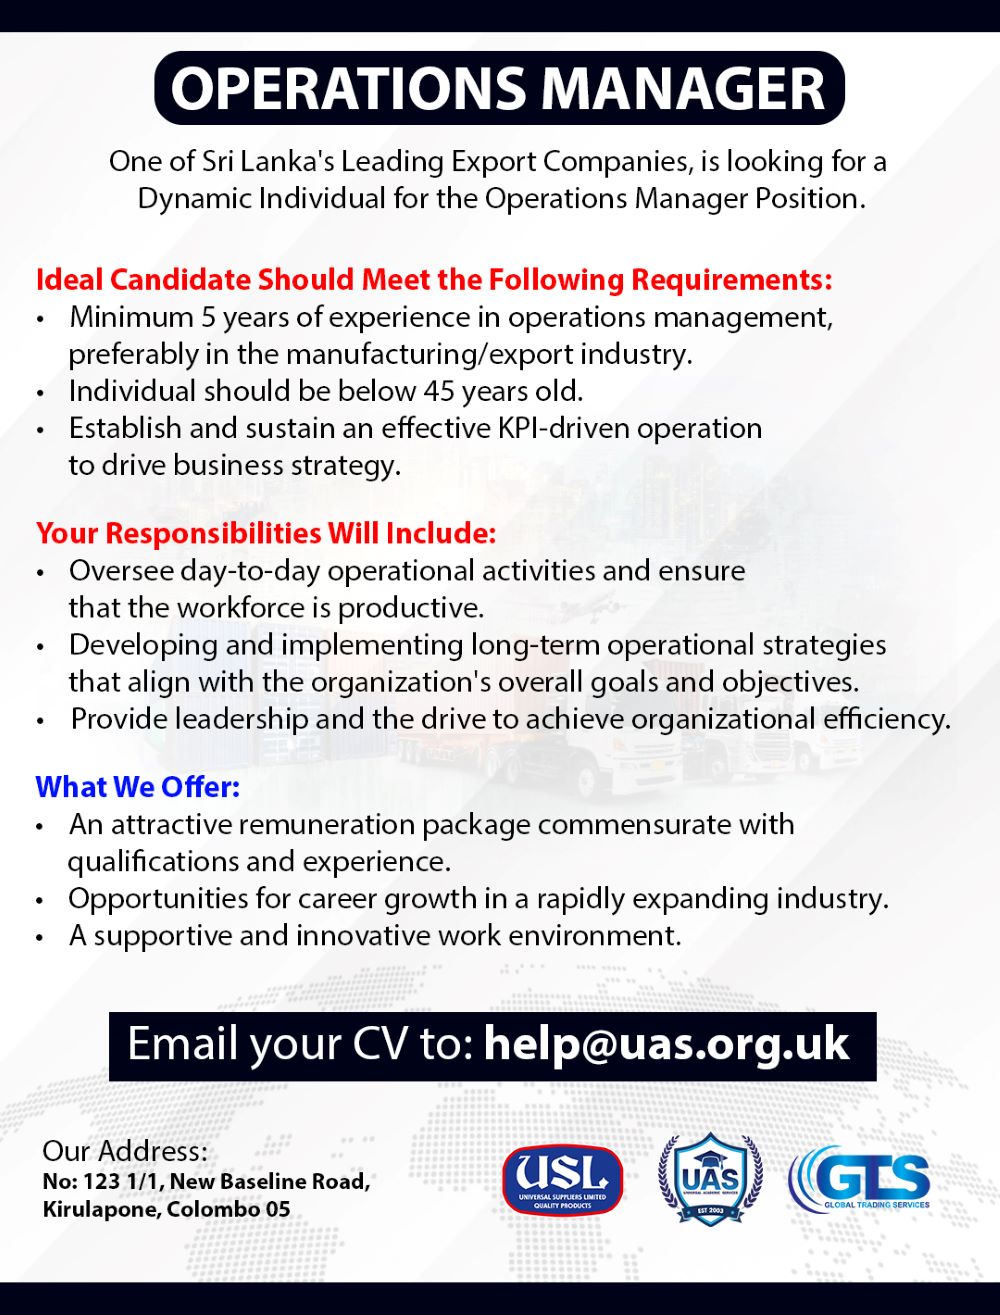 OPERATIONS MANAGER
One of Sri Lanka's Leading Export Companies, is looking for a
Dynamic Individual for the Operations Manager Position.
Ideal Candidate Should Meet the Following Requirements:
• Minimum 5 years of experience in operations management,
preferably in the manufacturing/export industry.
• Individual should be below 45 years old.
• Establish and sustain an effective KPI-driven operation
to drive business strategy.
Your Responsibilities Will Include:
• Oversee day-to-day operational activities and ensure
that the workforce is productive.
• Developing and implementing long-term operational strategies
that align with the organization's overall goals and objectives.
• Provide leadership and the drive to achieve organizational efficiency.
What We Offer:
• An attractive remuneration package commensurate with
qualifications and experience.
• Opportunities for career growth in a rapidly expanding industry.
• A supportive and innovative work environment.
Email your CV to: help@uas.org.uk
Our Address:
No: 123 1/1, New Baseline Road,
Kirulapone, Colombo 05
USL
UNIVERSAL SUPPLIERS LIMITED
QUALITY PRODUCTS
UAS
UNIVERSAL ACADEMIC SERVICES
EST 2003
GTS
GLOBAL TRADING SERVICES